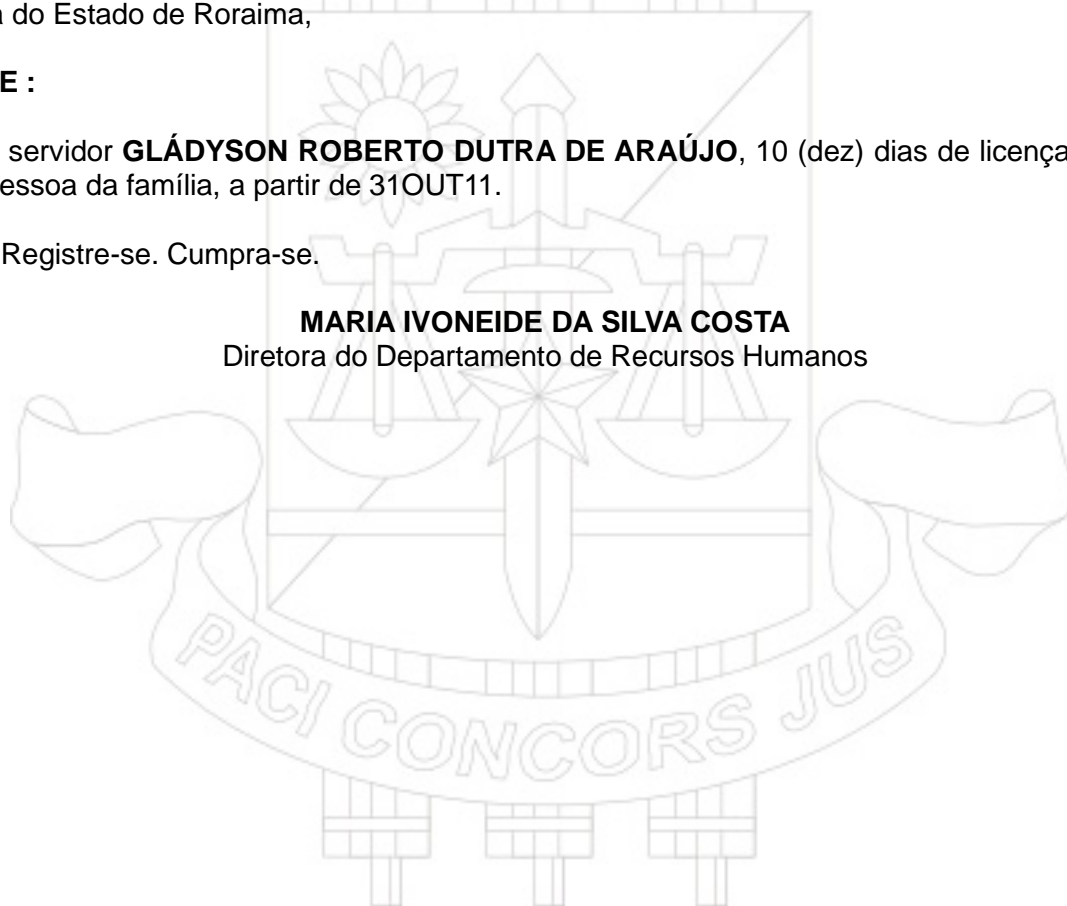 a do Estado de Roraima,
E :
servidor GLÁDYSON ROBERTO DUTRA DE ARAÚJO, 10 (dez) dias de licença
essoa da família, a partir de 31OUT11.
Registre-se. Cumpra-se.
MARIA IVONEIDE DA SILVA COSTA
Diretora do Departamento de Recursos Humanos
PACI CONCORS JUS